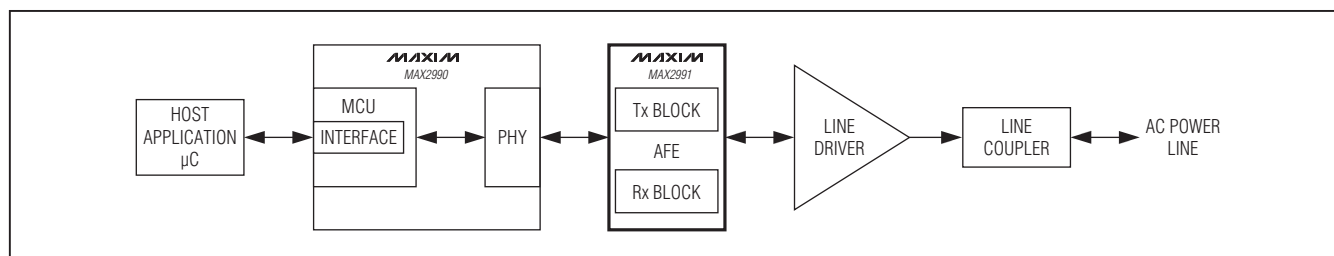 HOST
APPLICATION
µC
MAXIM
MAX2990
MCU
INTERFACE
PHY
MAXIM
MAX2991
Tx BLOCK
AFE
Rx BLOCK
LINE
DRIVER
LINE
COUPLER
AC POWER
LINE